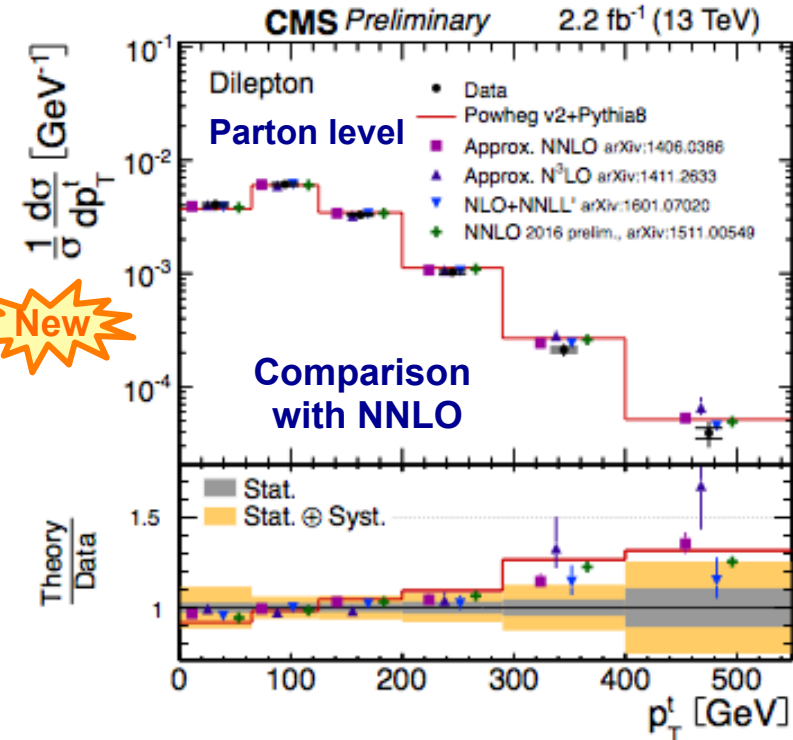 CMS Preliminary 2.2 fb⁻¹ (13 TeV)
1/σ dσ/dp_T^t [GeV⁻¹]
10⁻¹
10⁻²
10⁻³
10⁻⁴
Dilepton
Parton level
Data
Powheg v2+Pythia8
Approx. NNLO arXiv:1406.0386
Approx. N³LO arXiv:1411.2633
NLO+NNLL' arXiv:1601.07020
NNLO 2016 prelim., arXiv:1511.00549
New
Comparison
with NNLO
Theory
Data
1.5
1
Stat.
Stat. ⊕ Syst.
0 100 200 300 400 500
p_T^t [GeV]